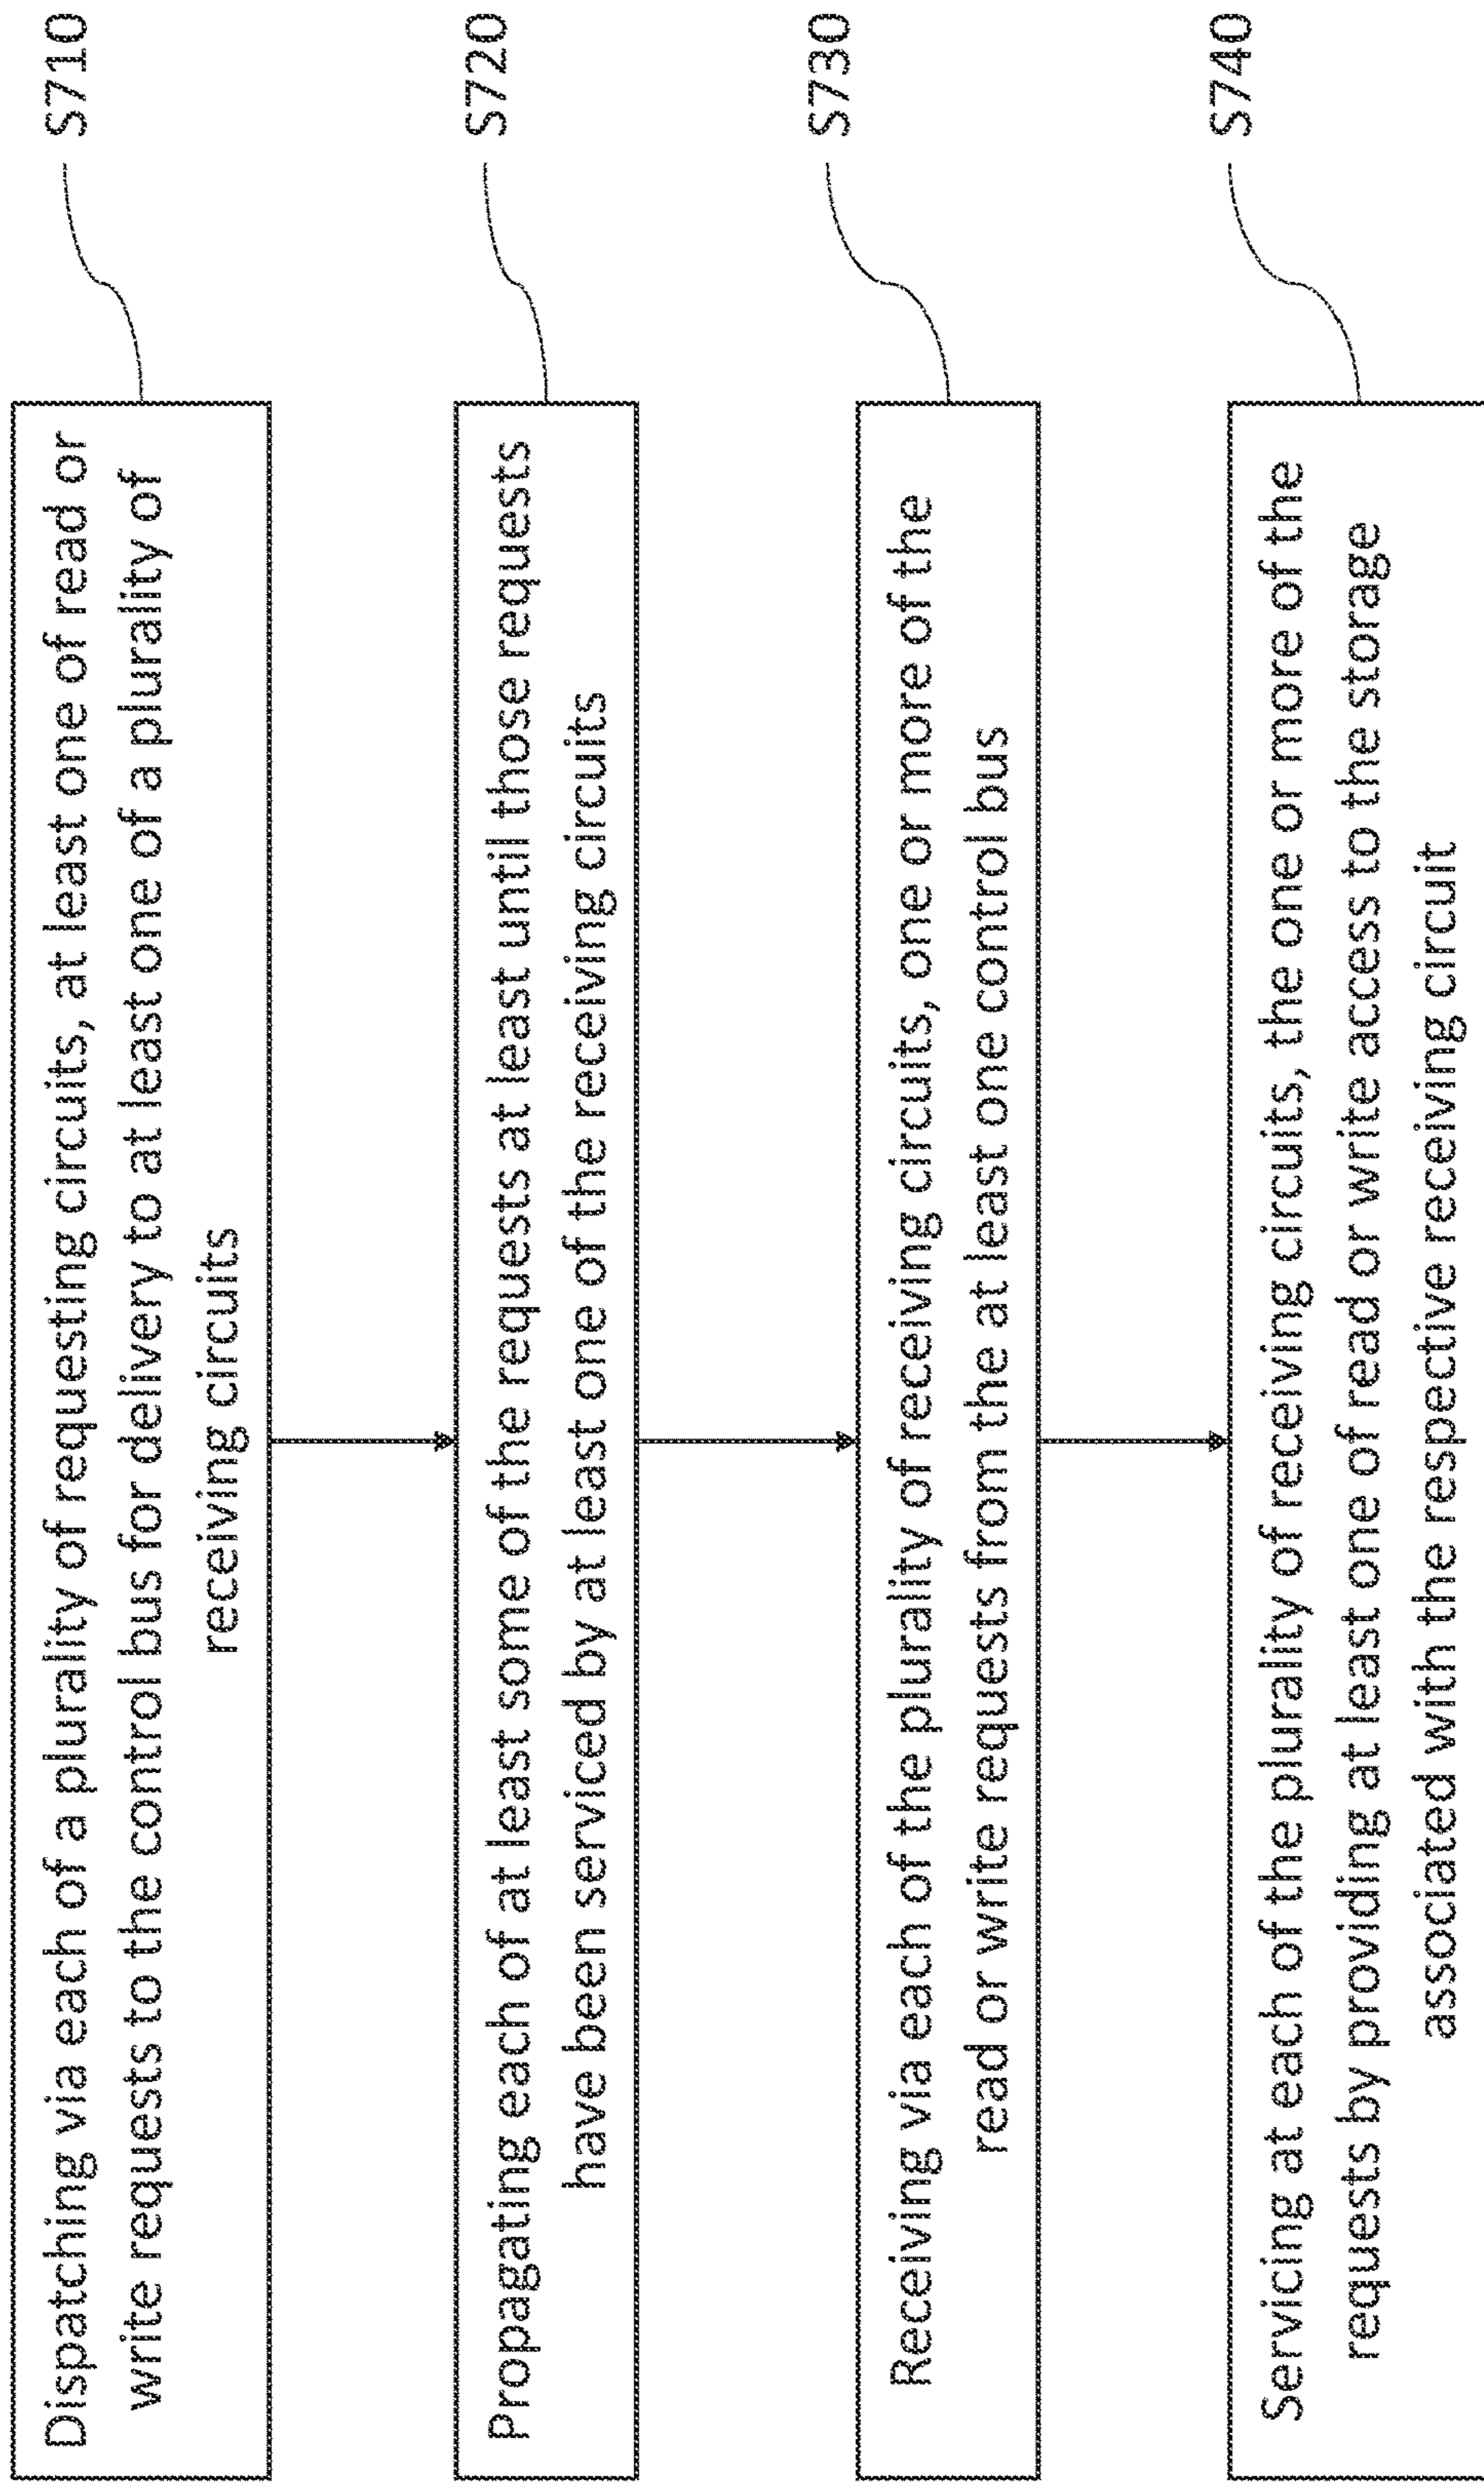 Dispatching via each of a plurality of requesting circuits, at least one of read or
write requests to the control bus for delivery to at least one of a plurality of
receiving circuits
S710
Propagating each of at least some of the requests at least until those requests
have been serviced by at least one of the receiving circuits
S720
Receiving via each of the plurality of receiving circuits, one or more of the
read or write requests from the at least one control bus
S730
Servicing at each of the plurality of receiving circuits, the one or more of the
requests by providing at least one of read or write access to the storage
associated with the respective receiving circuit
S740